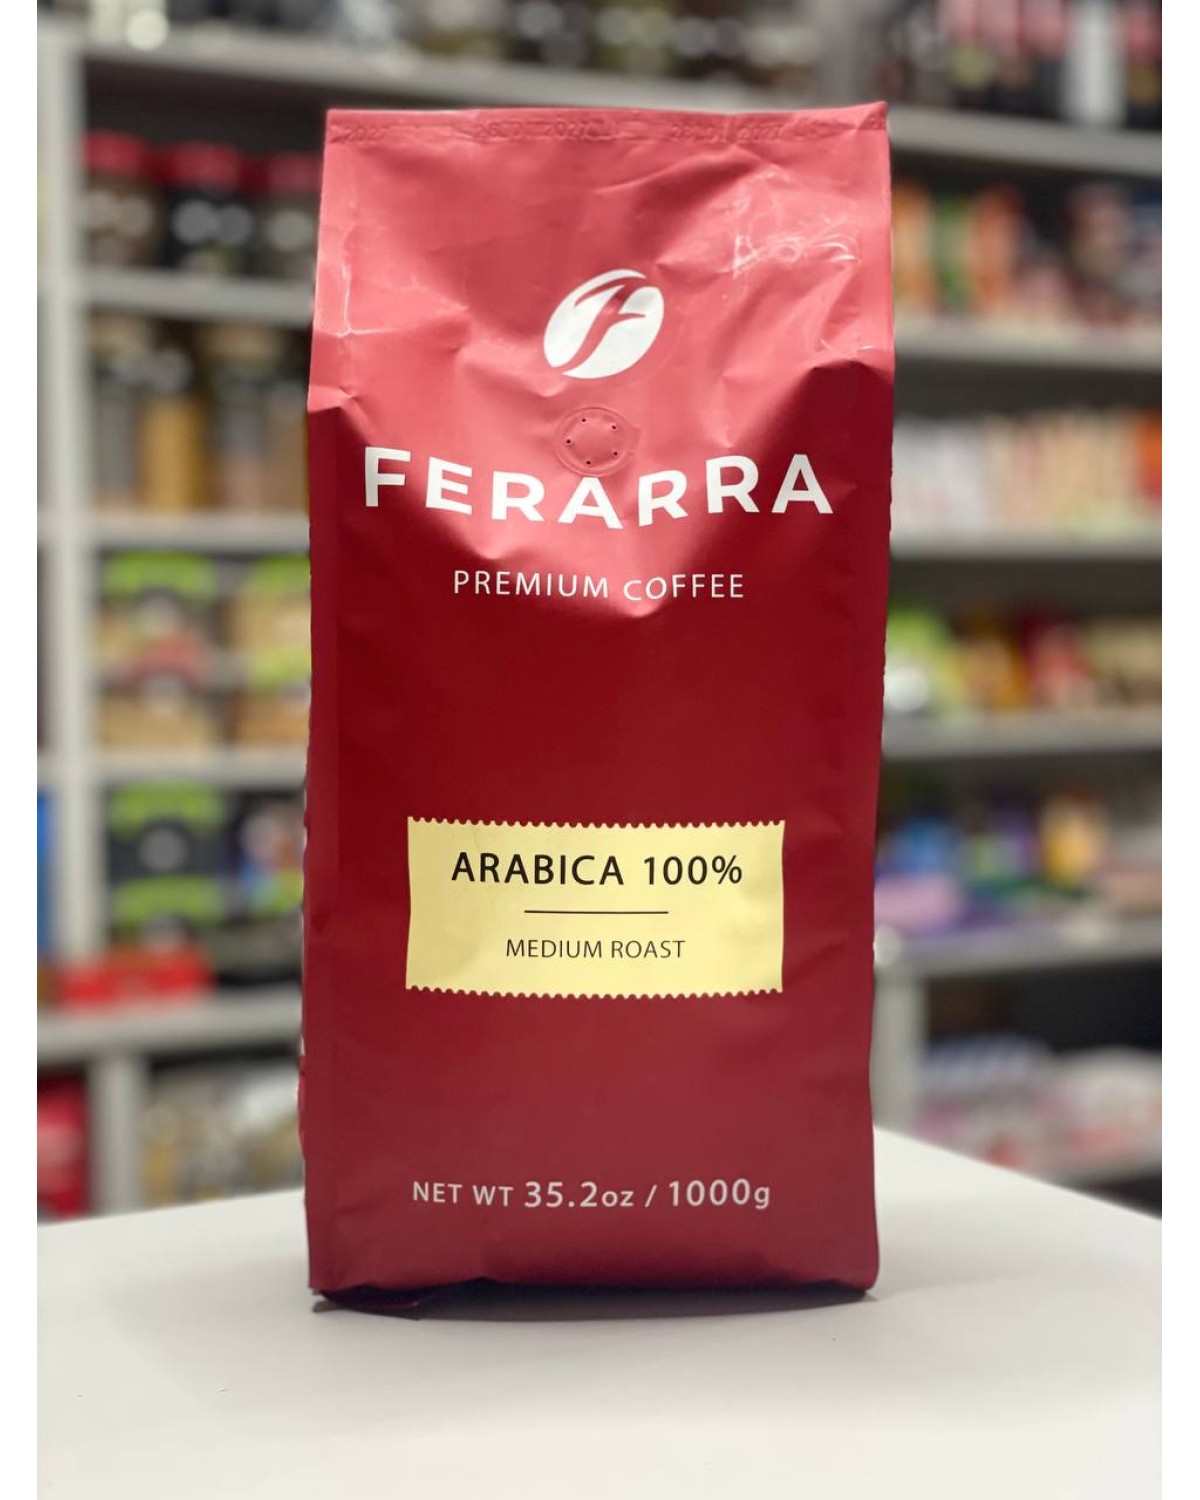 FERARRA
PREMIUM COFFEE
ARABICA 100%
MEDIUM ROAST
NET WT 35.2oz / 1000g